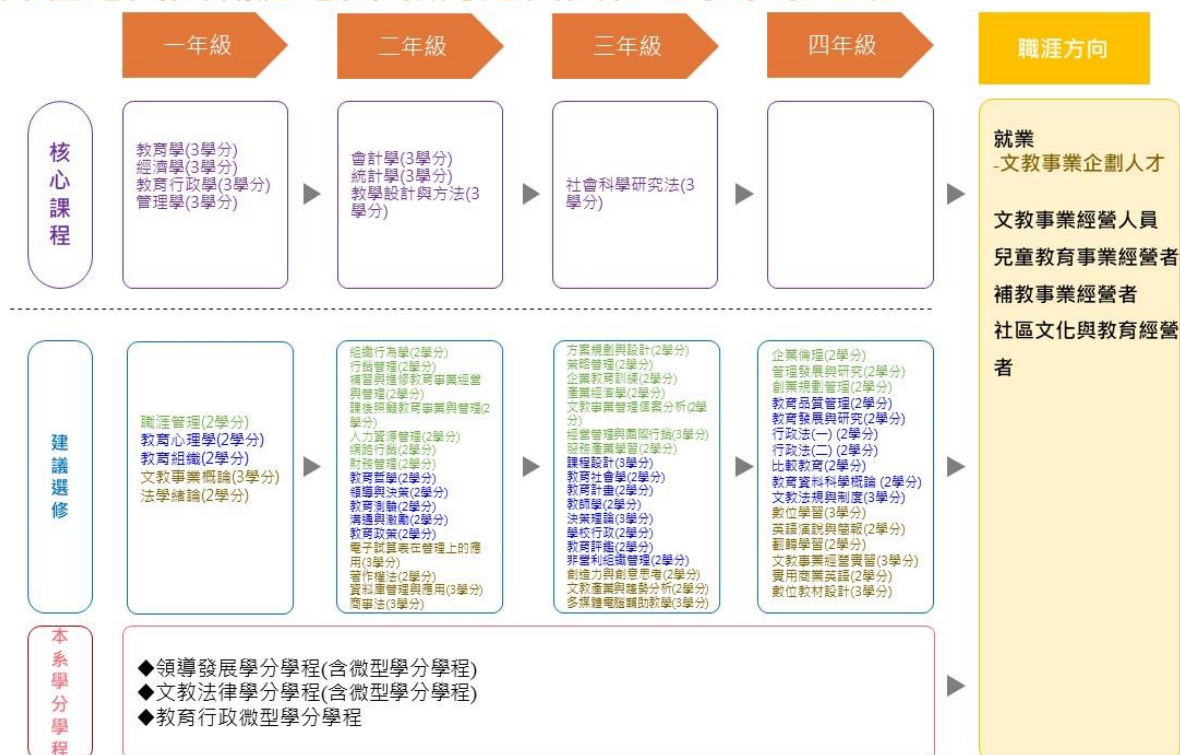 一年級
二年級
三年級
四年級
職涯方向
核心課程
教育學(3學分)
經濟學(3學分)
教育行政學(3學分)
管理學(3學分)
會計學(3學分)
統計學(3學分)
教學設計與方法(3
學分)
社會科學研究法(3
學分)
就業
-文教事業企劃人才
文教事業經營人員
兒童教育事業經營者
補教事業經營者
社區文化與教育經營
者
建議選修
職涯管理(2學分)
教育心理學(2學分)
教育組織(2學分)
文教事業概論(3學分)
法學緒論(2學分)
組織行為學(2學分)
行銷管理(2學分)
補習與進修教育事業經營
與管理(2學分)
課後照顧教育事業與管理(2
學分)
人力資源管理(2學分)
網路行銷(2學分)
財務管理(2學分)
教育哲學(2學分)
領導與決策(2學分)
教育測驗(2學分)
溝通與激勵(2學分)
教育政策(2學分)
電子試算表在管理上的應
用(3學分)
著作權法(2學分)
資料庫管理與應用(3學分)
商事法(3學分)
方案規劃與設計(2學分)
策略管理(2學分)
企業教育訓練(2學分)
產業經濟學(2學分)
文教事業管理個案分析(2學
分)
經營管理與國際行銷(3學分)
服務產業學習(2學分)
課程設計(3學分)
教育社會學(2學分)
教育計畫(2學分)
教師學(2學分)
決策理論(3學分)
學校行政(2學分)
教育評鑑(2學分)
非營利組織管理(2學分)
創造力與創意思考(2學分)
文教產業與趨勢分析(2學分)
多媒體電腦輔助教學(3學分)
企業倫理(2學分)
管理發展與研究(2學分)
創業規劃管理(2學分)
教育品質管理(2學分)
教育發展與研究(2學分)
行政法(一) (2學分)
行政法(二) (2學分)
比較教育(2學分)
教育資料科學概論 (2學分)
文教法規與制度(3學分)
數位學習(3學分)
英語演說與簡報(2學分)
翻轉學習(2學分)
文教事業經營實習(3學分)
實用商業英語(2學分)
數位教材設計(3學分)
本系學分學程
◆領導發展學分學程(含微型學分學程)
◆文教法律學分學程(含微型學分學程)
◆教育行政微型學分學程